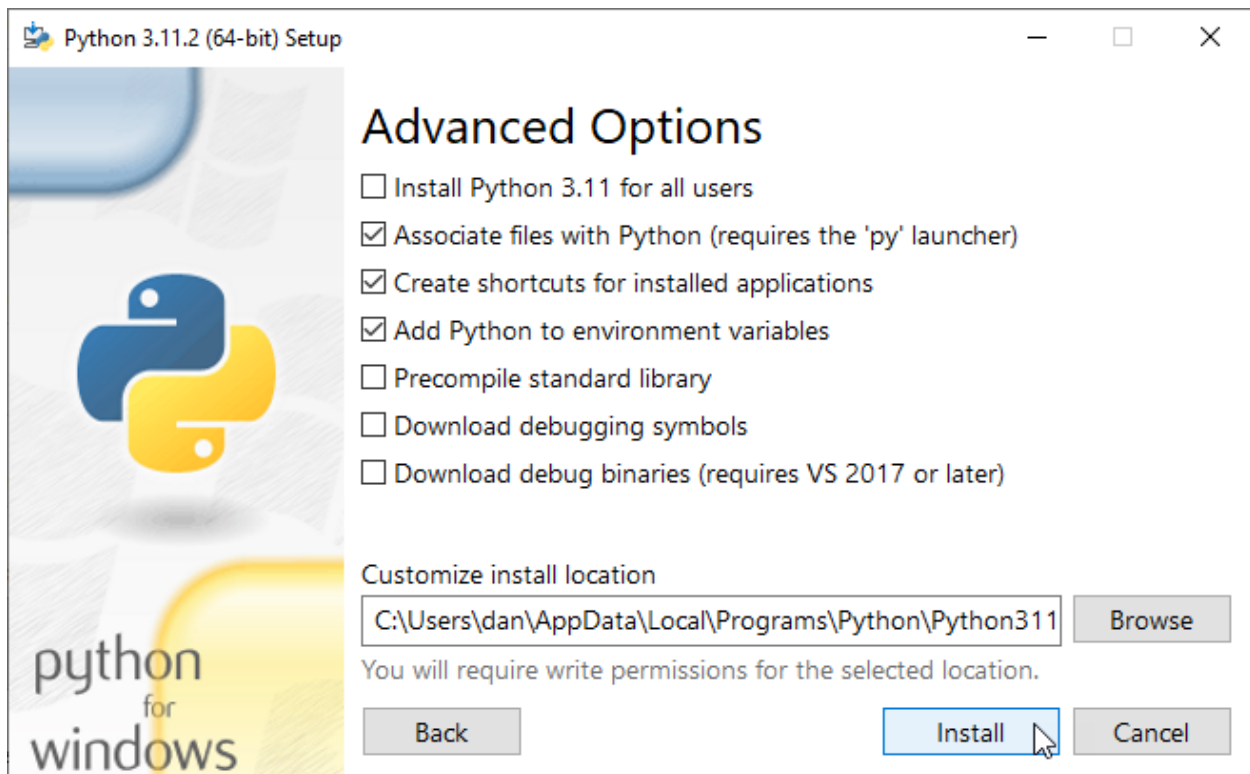 Python 3.11.2 (64-bit) Setup
Advanced Options
Install Python 3.11 for all users
Associate files with Python (requires the 'py' launcher)
Create shortcuts for installed applications
Add Python to environment variables
Precompile standard library
Download debugging symbols
Download debug binaries (requires VS 2017 or later)
Customize install location
C:\Users\dan\AppData\Local\Programs\Python\Python311
Browse
You will require write permissions for the selected location.
python
for
windows
Back
Install
Cancel